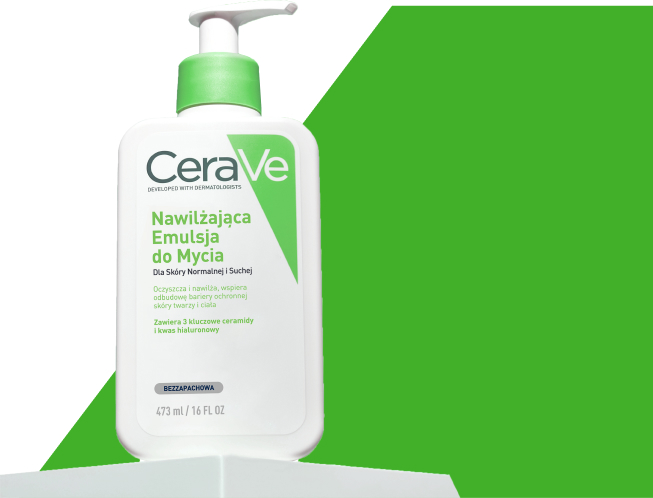 CeraVe
DEVELOPED WITH DERMATOLOGISTS
Nawilżająca
Emulsja
do Mycia
Dla Skóry Normalnej i Suchej
Oczyszcza i nawilża, wspiera
odbudowę bariery ochronnej
skóry twarzy i ciała
Zawiera 3 kluczowe ceramidy
i kwas hialuronowy
BEZZAPACHOWA
473 ml / 16 FL OZ